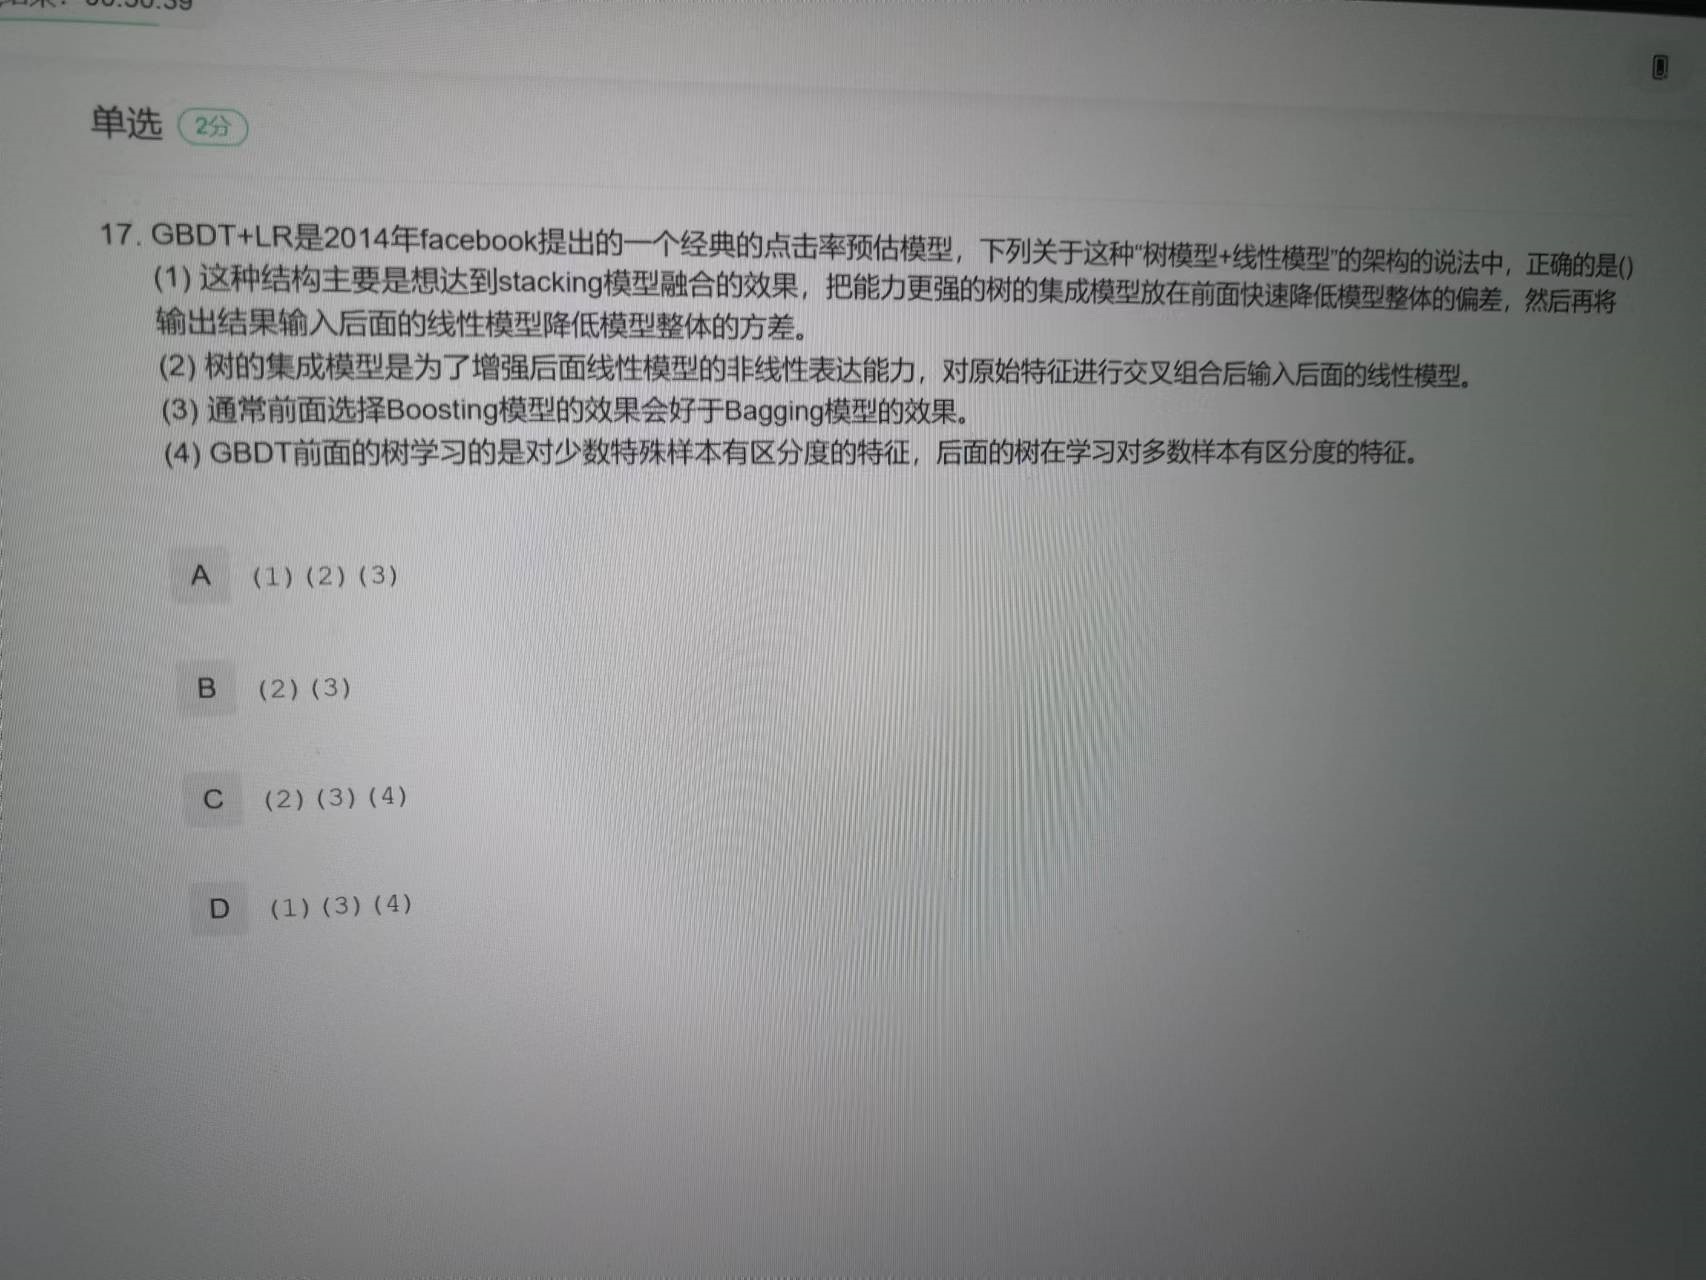 单选 2分
17. GBDT+LR是2014年facebook提出的一个经典的点击率预估模型，下列关于这种“树模型+线性模型”的架构的说法中，正确的是()
(1) 这种结构主要是想达到stacking模型融合的效果，把能力更强的树的集成模型放在前面快速降低模型整体的偏差，然后再将
输出结果输入后面的线性模型降低模型整体的方差。
(2) 树的集成模型是为了增强后面线性模型的非线性表达能力，对原始特征进行交叉组合后输入后面的线性模型。
(3) 通常前面选择Boosting模型的效果会好于Bagging模型的效果。
(4) GBDT前面的树学习的是对少数特殊样本有区分度的特征，后面的树在学习对多数样本有区分度的特征。
A (1)(2)(3)
B (2)(3)
C (2)(3)(4)
D (1)(3)(4)